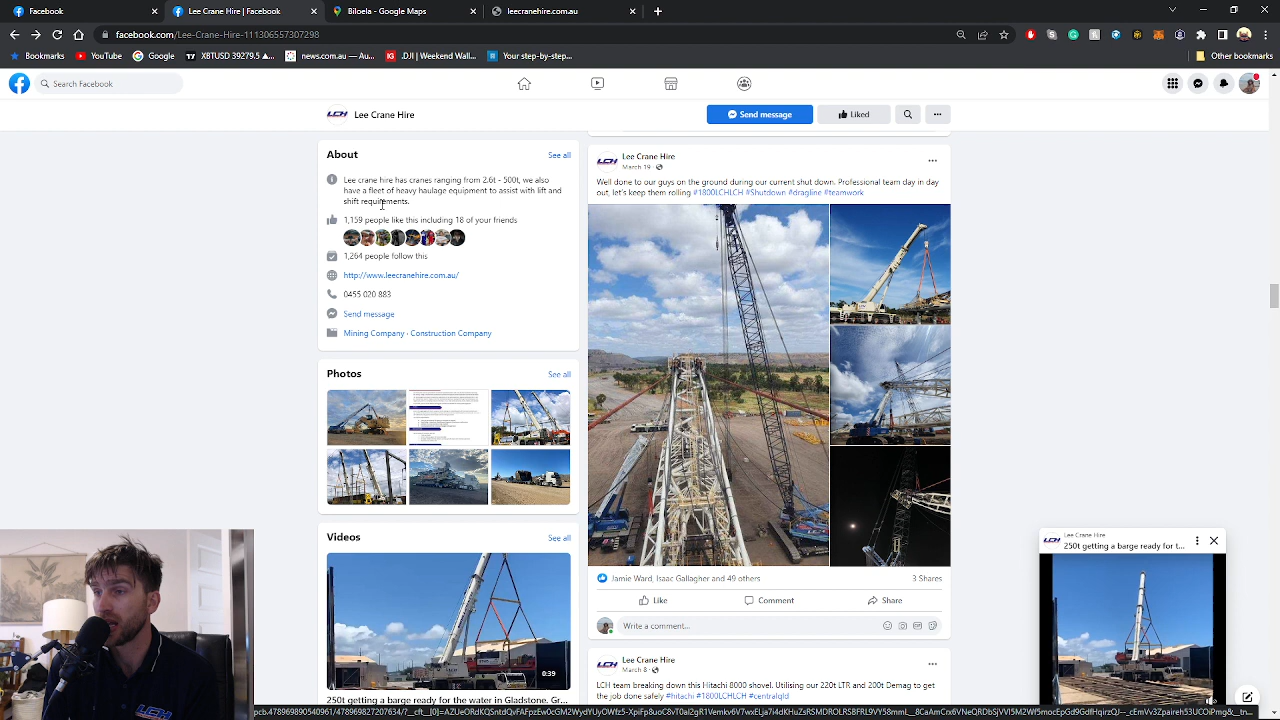 Facebook
Lee Crane Hire | Facebook
Biloela - Google Maps
leecranehire.com.au
facebook.com/Lee-Crane-Hire-111306557307298
Bookmarks
YouTube
Google
XBTUSD 39279.5 ▲...
news.com.au — Au...
.DJI | Weekend Wall...
Your step-by-step...
Other bookmarks
Search Facebook
Lee Crane Hire
Send message
Liked
About
See all
Lee crane hire has cranes ranging from 2.6t - 500t, we also
have a fleet of heavy haulage equipment to assist with lift and
shift requirements.
1,159 people like this including 18 of your friends
1,264 people follow this
http://www.leecranehire.com.au/
0455 020 883
Send message
Mining Company · Construction Company
Photos
See all
Videos
See all
0:39
250t getting a barge ready for the water in Gladstone. Gr...
Lee Crane Hire
March 19 ·
Well done to our guys on the ground during our current shut down. Professional team day in day
out, let's keep them rolling #1800LCHLCH #Shutdown #dragline #teamwork
Jamie Ward, Isaac Gallagher and 49 others
3 Shares
Like
Comment
Share
Write a comment...
Lee Crane Hire
March 8 ·
LCH team breaking down this Hitachi 8000 shovel. Utilising our 220t LTR and 200t Demag to get
the job done safely #hitachi #1800LCHLCH #centralqld
Lee Crane Hire
250t getting a barge ready for t...
LCH